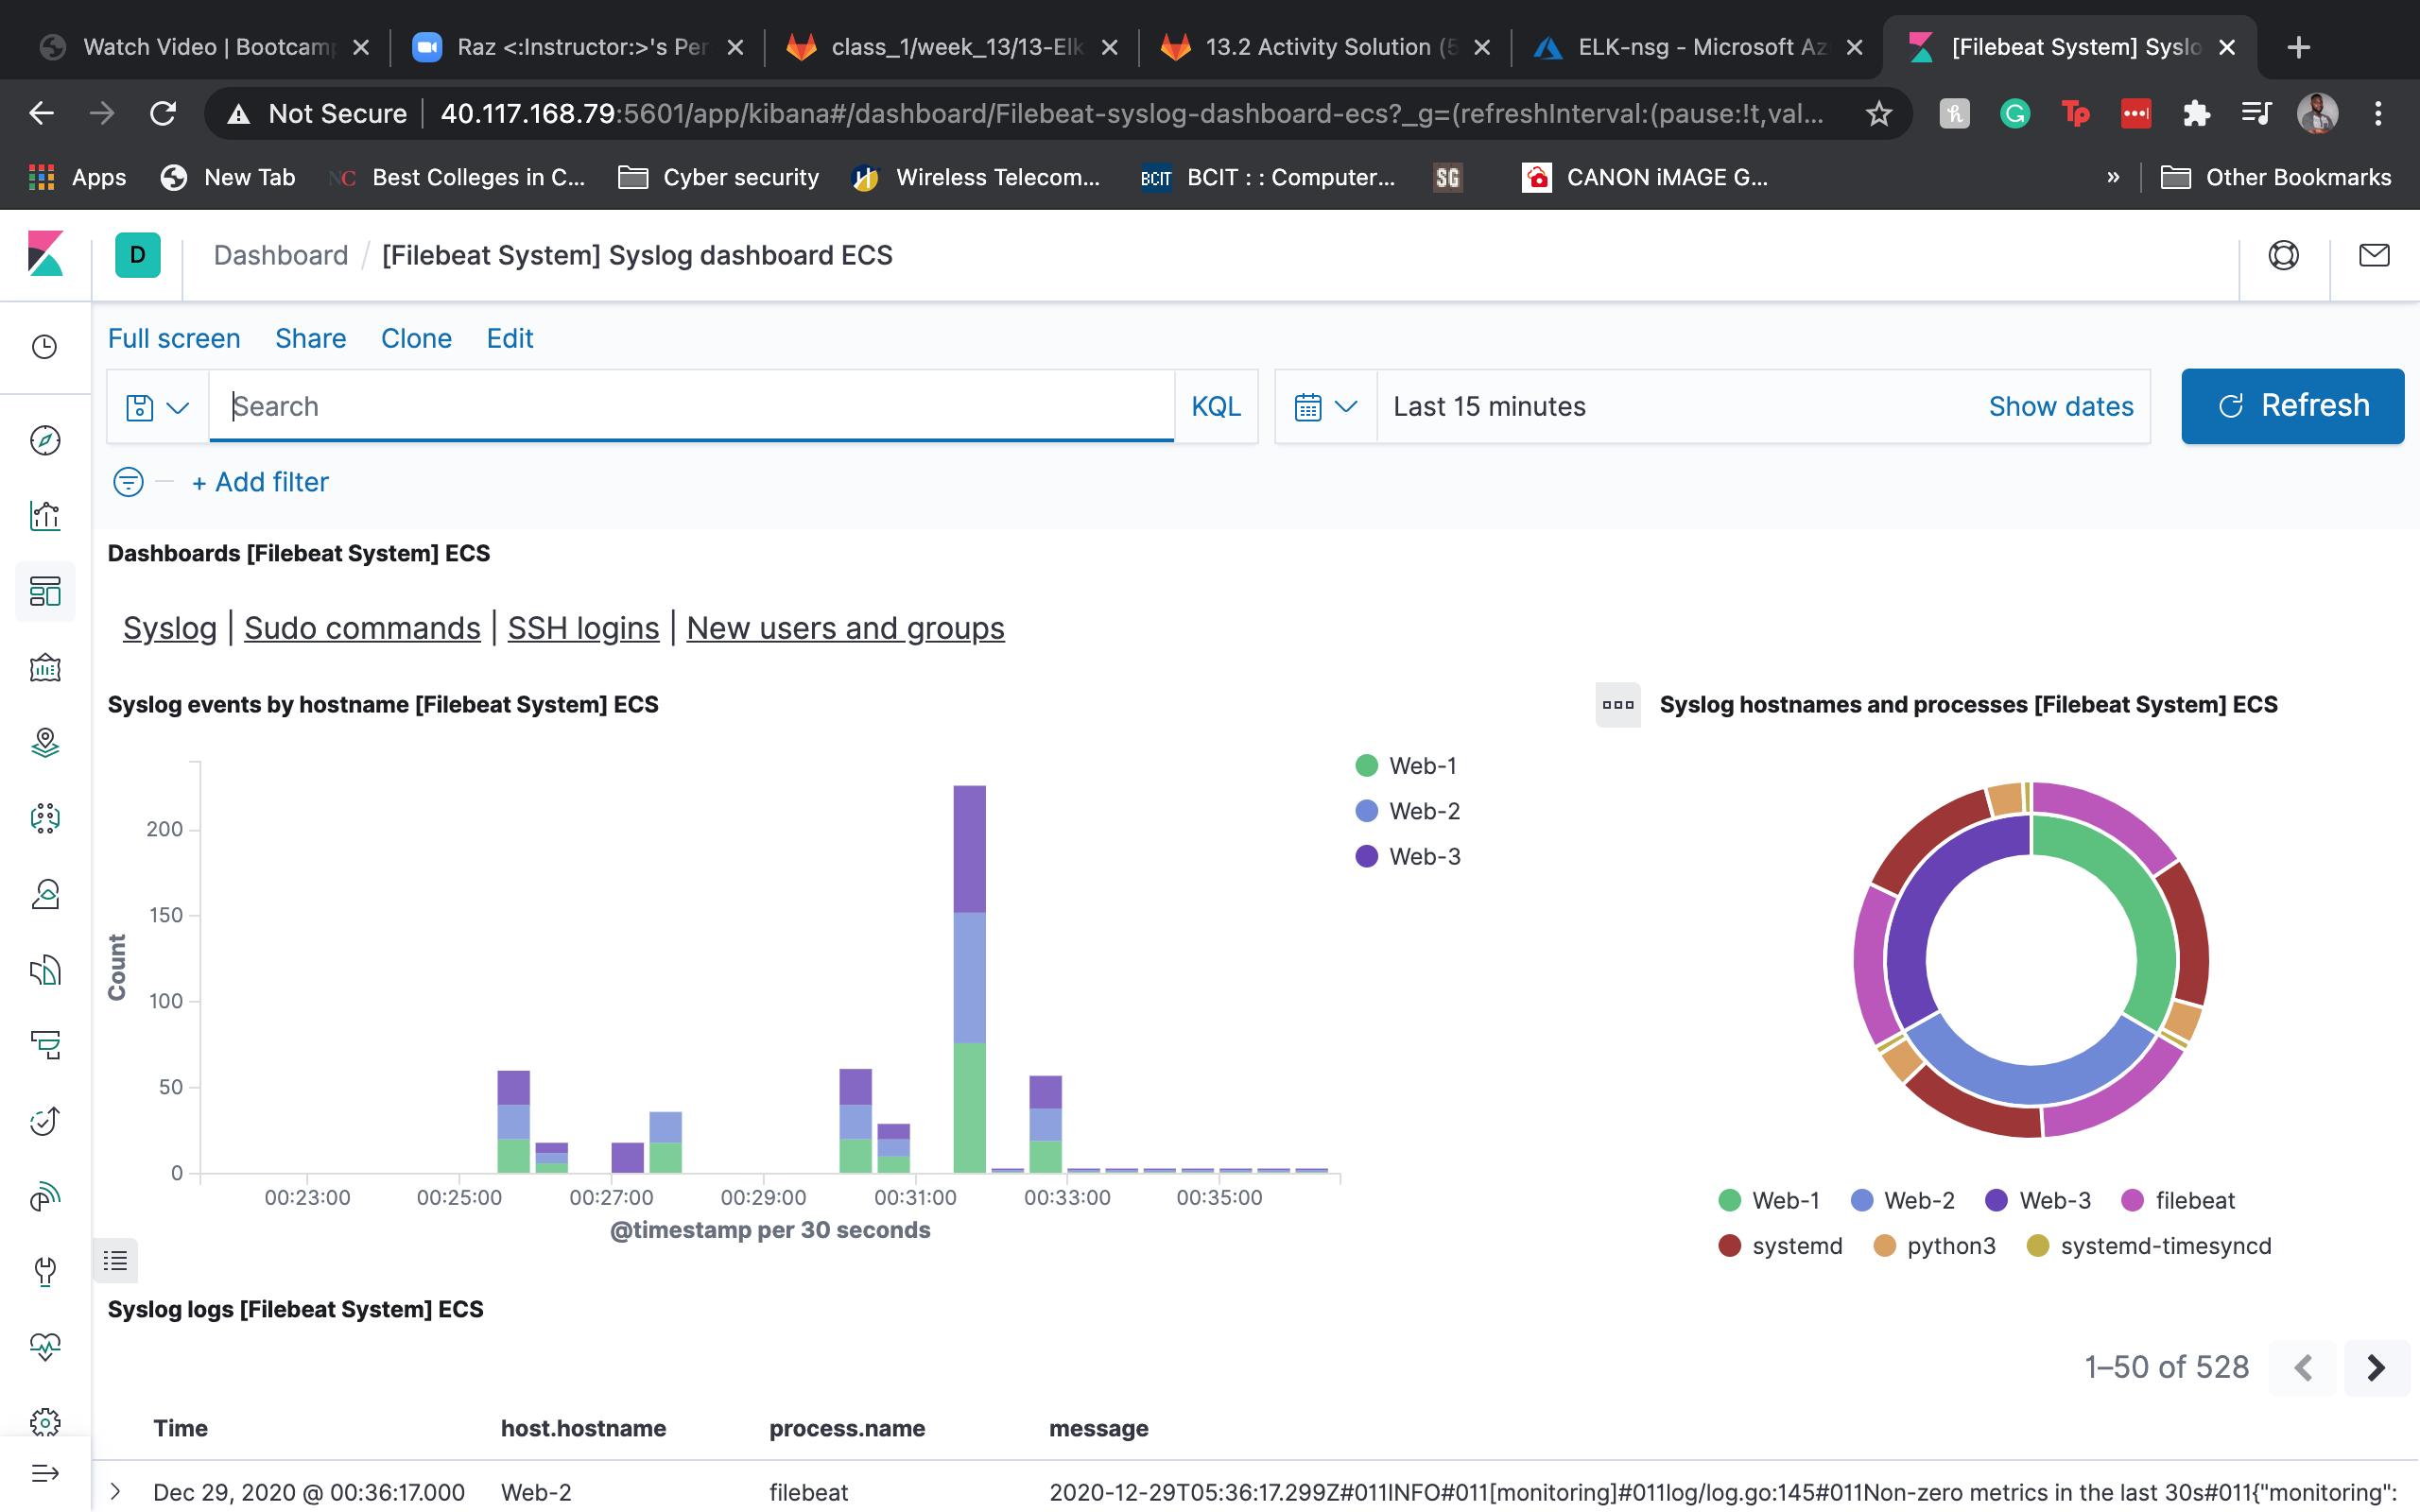 Watch Video | Bootcamp
Raz <:Instructor:>'s Per
class_1/week_13/13-Elk
13.2 Activity Solution (5
ELK-nsg - Microsoft Az
[Filebeat System] Syslo
Not Secure
40.117.168.79:5601/app/kibana#/dashboard/Filebeat-syslog-dashboard-ecs?_g=(refreshInterval:(pause:!t,val...
Apps
New Tab
NC Best Colleges in C...
Cyber security
Wireless Telecom...
BCIT BCIT : : Computer...
SG
CANON iMAGE G...
»
Other Bookmarks
D
Dashboard / [Filebeat System] Syslog dashboard ECS
Full screen Share Clone Edit
Search
KQL
Last 15 minutes
Show dates
Refresh
+ Add filter
Dashboards [Filebeat System] ECS
Syslog | Sudo commands | SSH logins | New users and groups
Syslog events by hostname [Filebeat System] ECS
Web-1
Web-2
Web-3
200
150
100
50
0
Count
00:23:00 00:25:00 00:27:00 00:29:00 00:31:00 00:33:00 00:35:00
@timestamp per 30 seconds
Syslog hostnames and processes [Filebeat System] ECS
Web-1 Web-2 Web-3 filebeat
systemd python3 systemd-timesyncd
Syslog logs [Filebeat System] ECS
1–50 of 528
Time host.hostname process.name message
Dec 29, 2020 @ 00:36:17.000 Web-2 filebeat 2020-12-29T05:36:17.299Z#011INFO#011[monitoring]#011log/log.go:145#011Non-zero metrics in the last 30s#011{"monitoring":